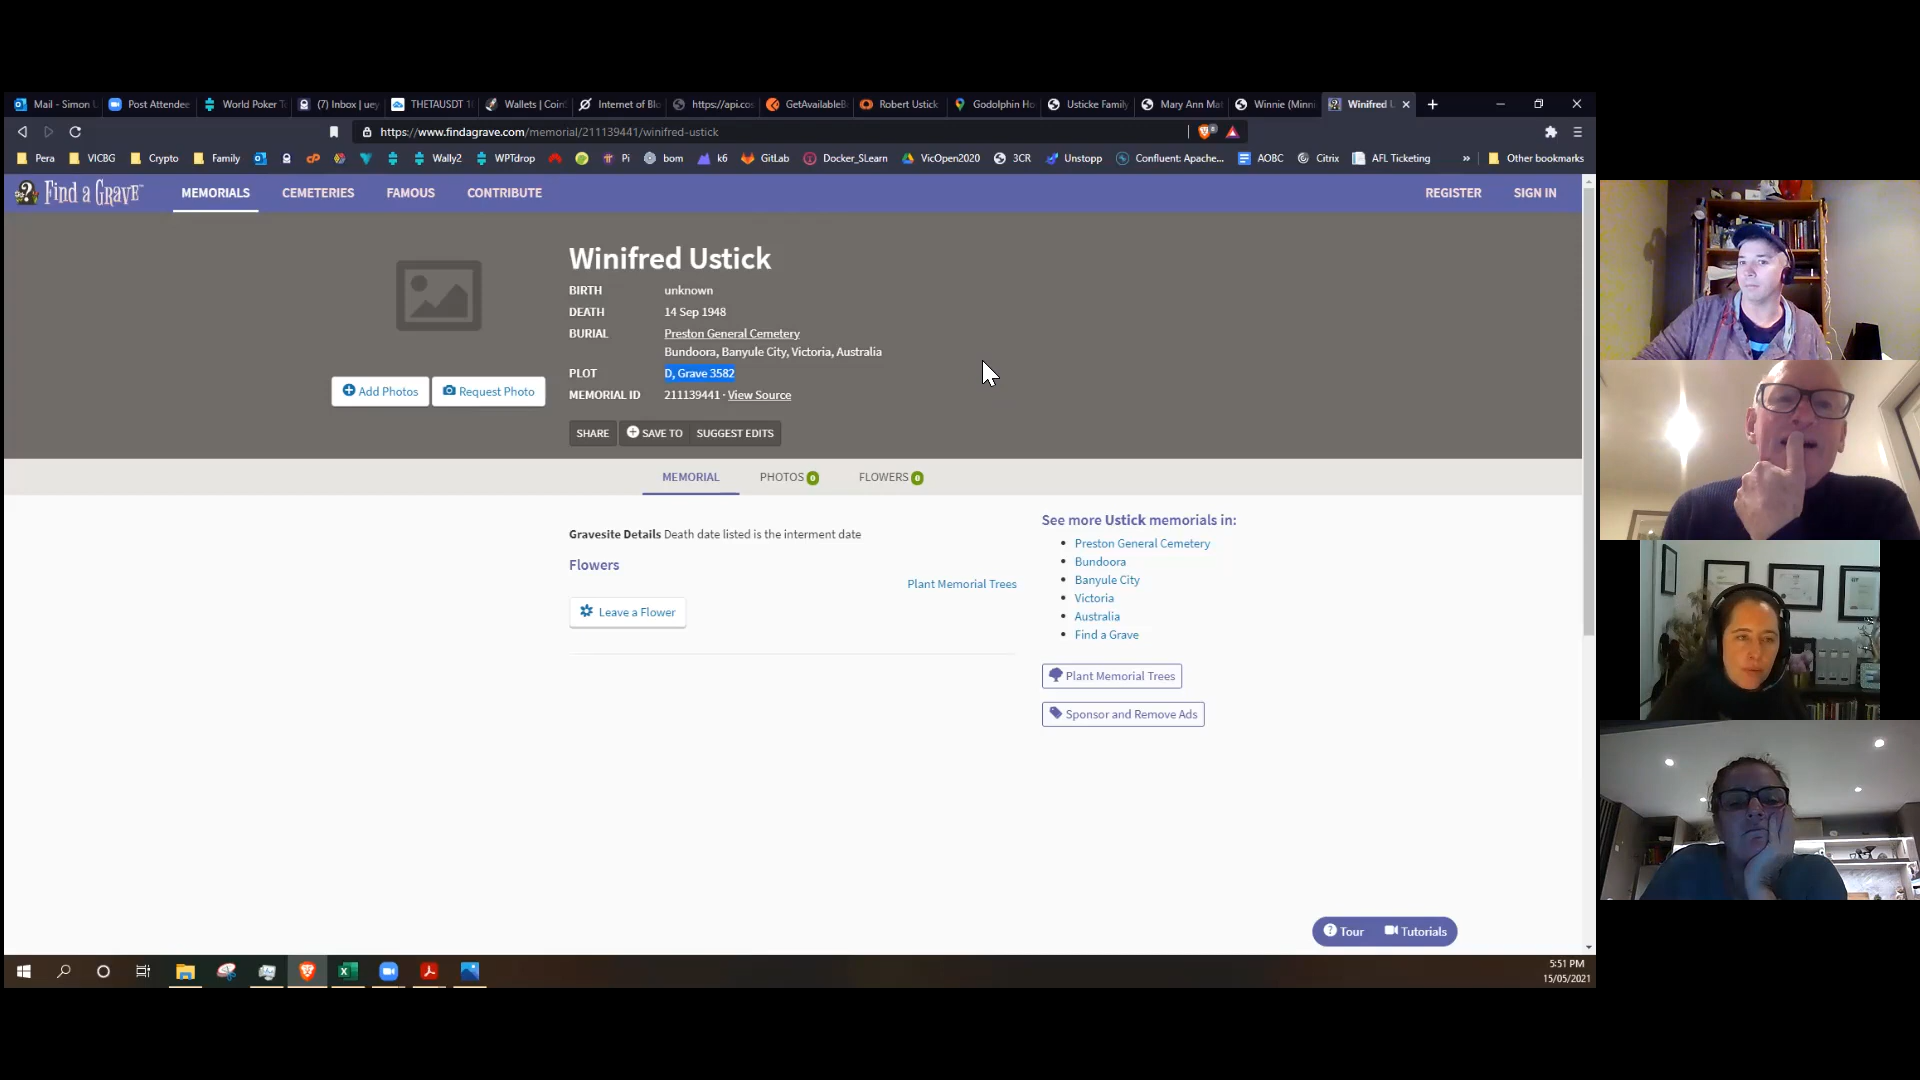 Mail - Simon U
Post Attendee
World Poker T
(7) Inbox | uey
THETAUSDT 1
Wallets | Coin
Internet of Blo
https://api.co
GetAvailableB
Robert Ustick
Godolphin Ho
Usticke Family
Mary Ann Mat
Winnie (Minni
Winifred U
https://www.findagrave.com/memorial/211139441/winifred-ustick
Pera
VICBG
Crypto
Family
Wally2
WPTdrop
Pi
bom
k6
GitLab
Docker_SLearn
VicOpen2020
3CR
Unstopp
Confluent: Apache...
AOBC
Citrix
AFL Ticketing
»
Other bookmarks
Find a Grave™
MEMORIALS
CEMETERIES
FAMOUS
CONTRIBUTE
REGISTER
SIGN IN
Winifred Ustick
BIRTH unknown
DEATH 14 Sep 1948
BURIAL Preston General Cemetery
Bundoora, Banyule City, Victoria, Australia
PLOT D, Grave 3582
MEMORIAL ID 211139441 · View Source
Add Photos
Request Photo
SHARE
SAVE TO
SUGGEST EDITS
MEMORIAL
PHOTOS 0
FLOWERS 0
Gravesite Details Death date listed is the interment date
Flowers
Plant Memorial Trees
Leave a Flower
See more Ustick memorials in:
• Preston General Cemetery
• Bundoora
• Banyule City
• Victoria
• Australia
• Find a Grave
Plant Memorial Trees
Sponsor and Remove Ads
Tour
Tutorials
5:51 PM
15/05/2021